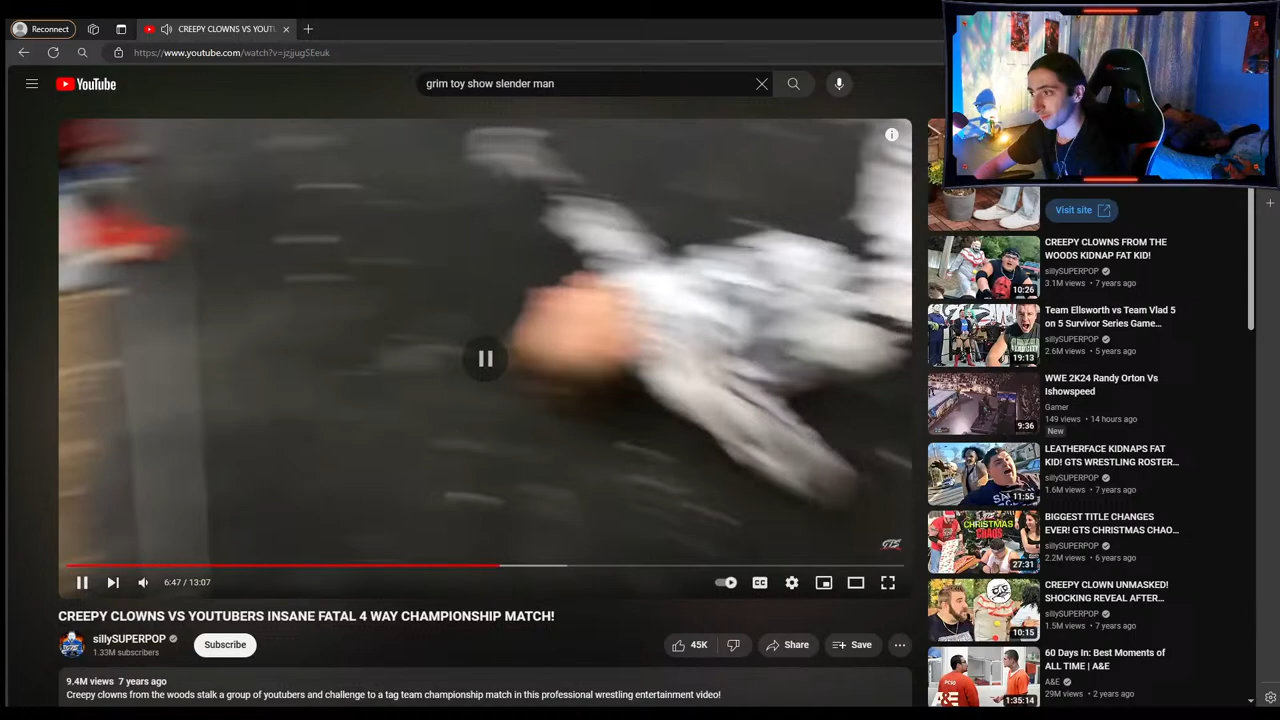 Reconnect
CREEPY CLOWNS VS YOUTU
https://www.youtube.com/watch?v=jzjjugSEeuk
YouTube
grim toy show slender man
Visit site
CREEPY CLOWNS FROM THE
WOODS KIDNAP FAT KID!
sillySUPERPOP
3.1M views • 7 years ago
10:26
Team Ellsworth vs Team Vlad 5
on 5 Survivor Series Game…
sillySUPERPOP
2.6M views • 5 years ago
19:13
WWE 2K24 Randy Orton Vs
Ishowspeed
Gamer
149 views • 14 hours ago
New
9:36
LEATHERFACE KIDNAPS FAT
KID! GTS WRESTLING ROSTER…
sillySUPERPOP
1.6M views • 7 years ago
11:55
BIGGEST TITLE CHANGES
EVER! GTS CHRISTMAS CHAO…
sillySUPERPOP
2.2M views • 6 years ago
CHRISTMAS
CHAOS
27:31
CREEPY CLOWN UNMASKED!
SHOCKING REVEAL AFTER…
sillySUPERPOP
1.5M views • 7 years ago
10:15
60 Days In: Best Moments of
ALL TIME | A&E
A&E
29M views • 2 years ago
A&E
1:35:14
GTS
6:47 / 13:07
CREEPY CLOWNS VS YOUTUBERS INSANE FATAL 4 WAY CHAMPIONSHIP MATCH!
sillySUPERPOP
1.33M subscribers
Subscribe
45K
Share
Save
9.4M views 7 years ago
Creepy clowns from the woods stalk a group of youtubers and challenge to a tag team championship match in this professional wrestling entertainment video!